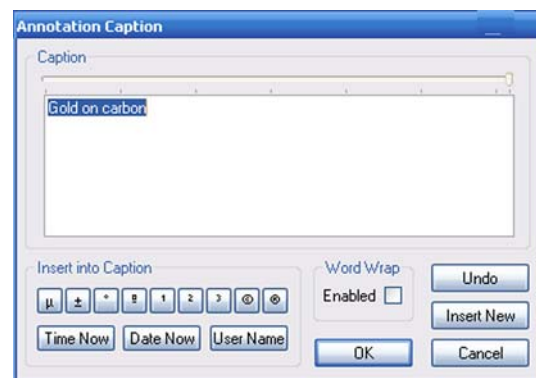 Annotation Caption
Caption
Gold on carbon
Insert into Caption
µ ± ° º ¹ ² ³ © ®
Time Now Date Now User Name
Word Wrap
Enabled
OK
Undo
Insert New
Cancel